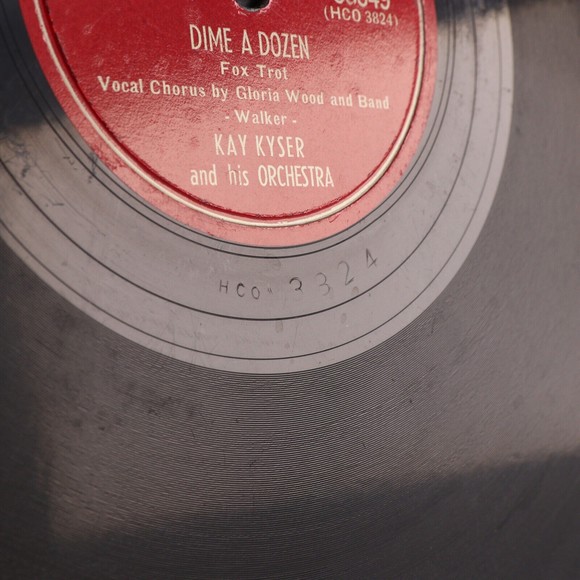 (HCO 3824)
DIME A DOZEN
Fox Trot
Vocal Chorus by Gloria Wood and Band
- Walker -
KAY KYSER
and his ORCHESTRA
HCO 3324